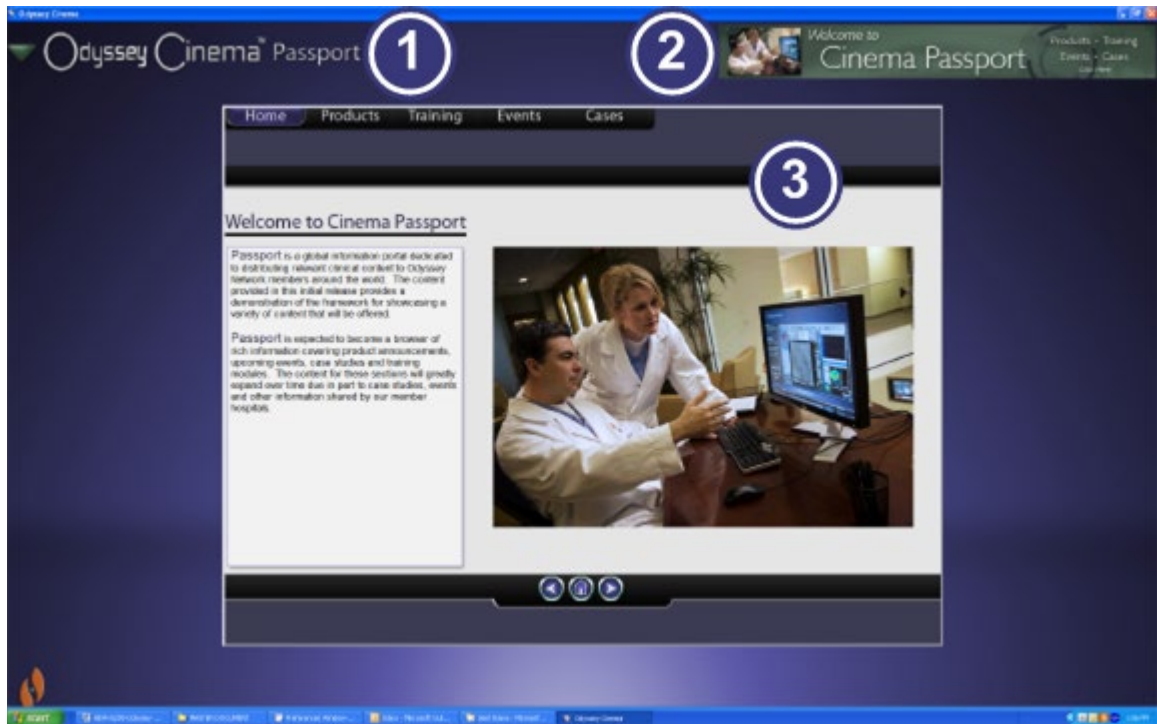 Odyssey Cinema
Odyssey Cinema™ Passport
1
2
Welcome to
Cinema Passport
Products - Training
Events - Cases
Home Products Training Events Cases
3
Welcome to Cinema Passport
Passport is a global information portal dedicated
to distributing relevant clinical content to Odyssey
Network members around the world. The content
provided in this initial release provides a
demonstration of the framework for showcasing a
variety of content that will be offered.
Passport is expected to become a browser of
rich information covering product announcements,
upcoming events, case studies and training
modules. The content for these sections will greatly
expand over time due in part to case studies, events
and other information shared by our member
hospitals.
start
Odyssey Cinema